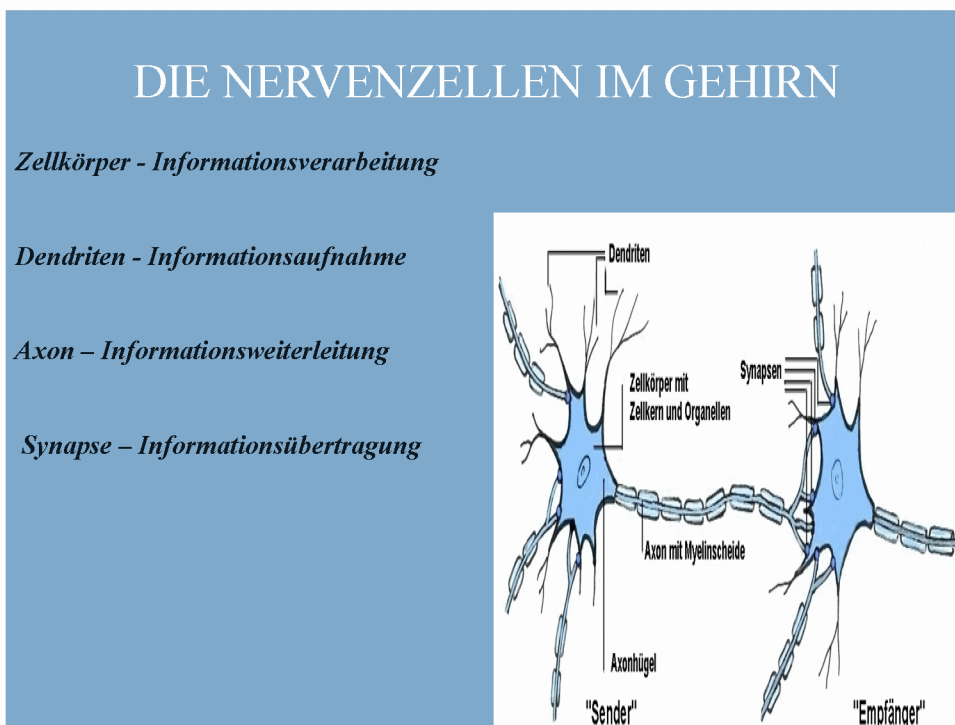 DIE NERVENZELLEN IM GEHIRN
Zellkörper - Informationsverarbeitung
Dendriten - Informationsaufnahme
Axon – Informationsweiterleitung
Synapse – Informationsübertragung
Dendriten
Zellkörper mit
Zellkern und Organellen
Synapsen
Axon mit Myelinscheide
Axonhügel
"Sender"
"Empfänger"